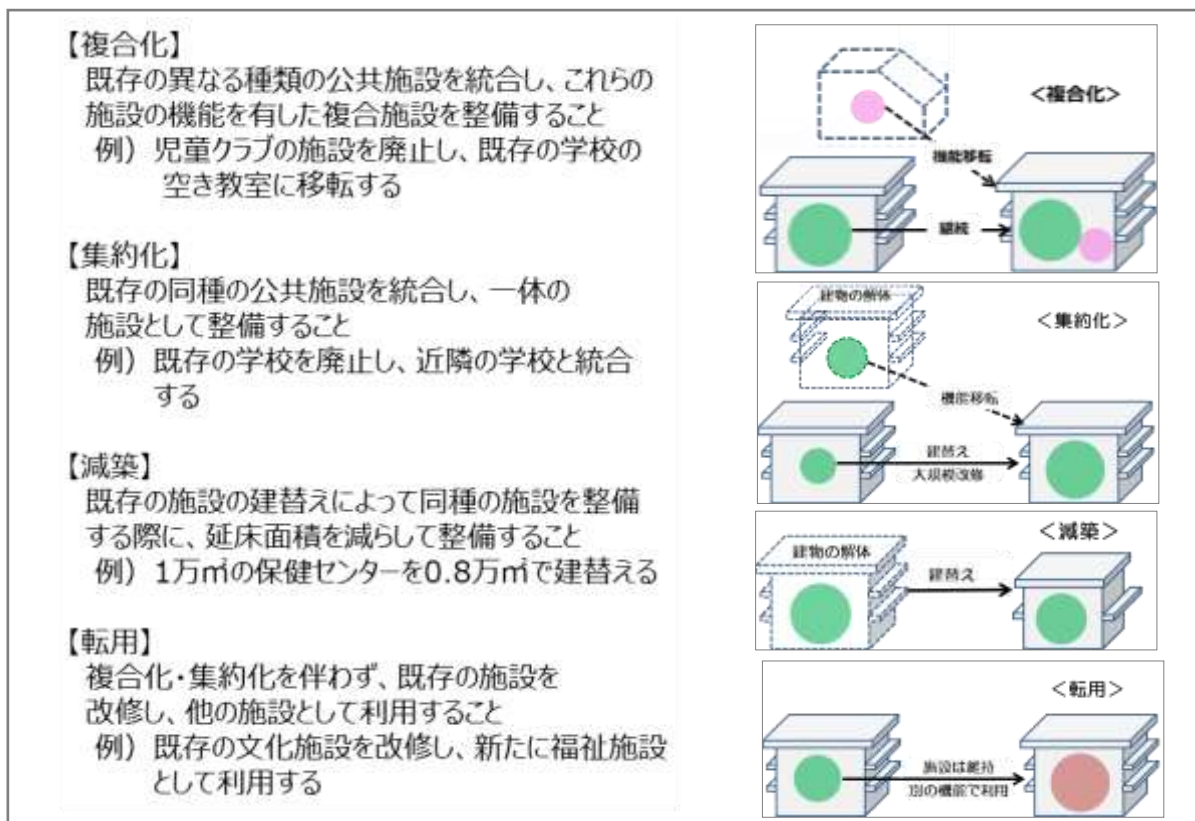 【複合化】
既存の異なる種類の公共施設を統合し、これらの
施設の機能を有した複合施設を整備すること
例）児童クラブの施設を廃止し、既存の学校の
空き教室に移転する
【集約化】
既存の同種の公共施設を統合し、一体の
施設として整備すること
例）既存の学校を廃止し、近隣の学校と統合
する
【減築】
既存の施設の建替えによって同種の施設を整備
する際に、延床面積を減らして整備すること
例）1万㎡の保健センターを0.8万㎡で建替える
【転用】
複合化・集約化を伴わず、既存の施設を
改修し、他の施設として利用すること
例）既存の文化施設を改修し、新たに福祉施設
として利用する
＜複合化＞
機能移転
継続
建物の解体
＜集約化＞
機能移転
建替え
大規模改修
＜減築＞
建物の解体
建替え
＜転用＞
施設は維持
別の機能で利用